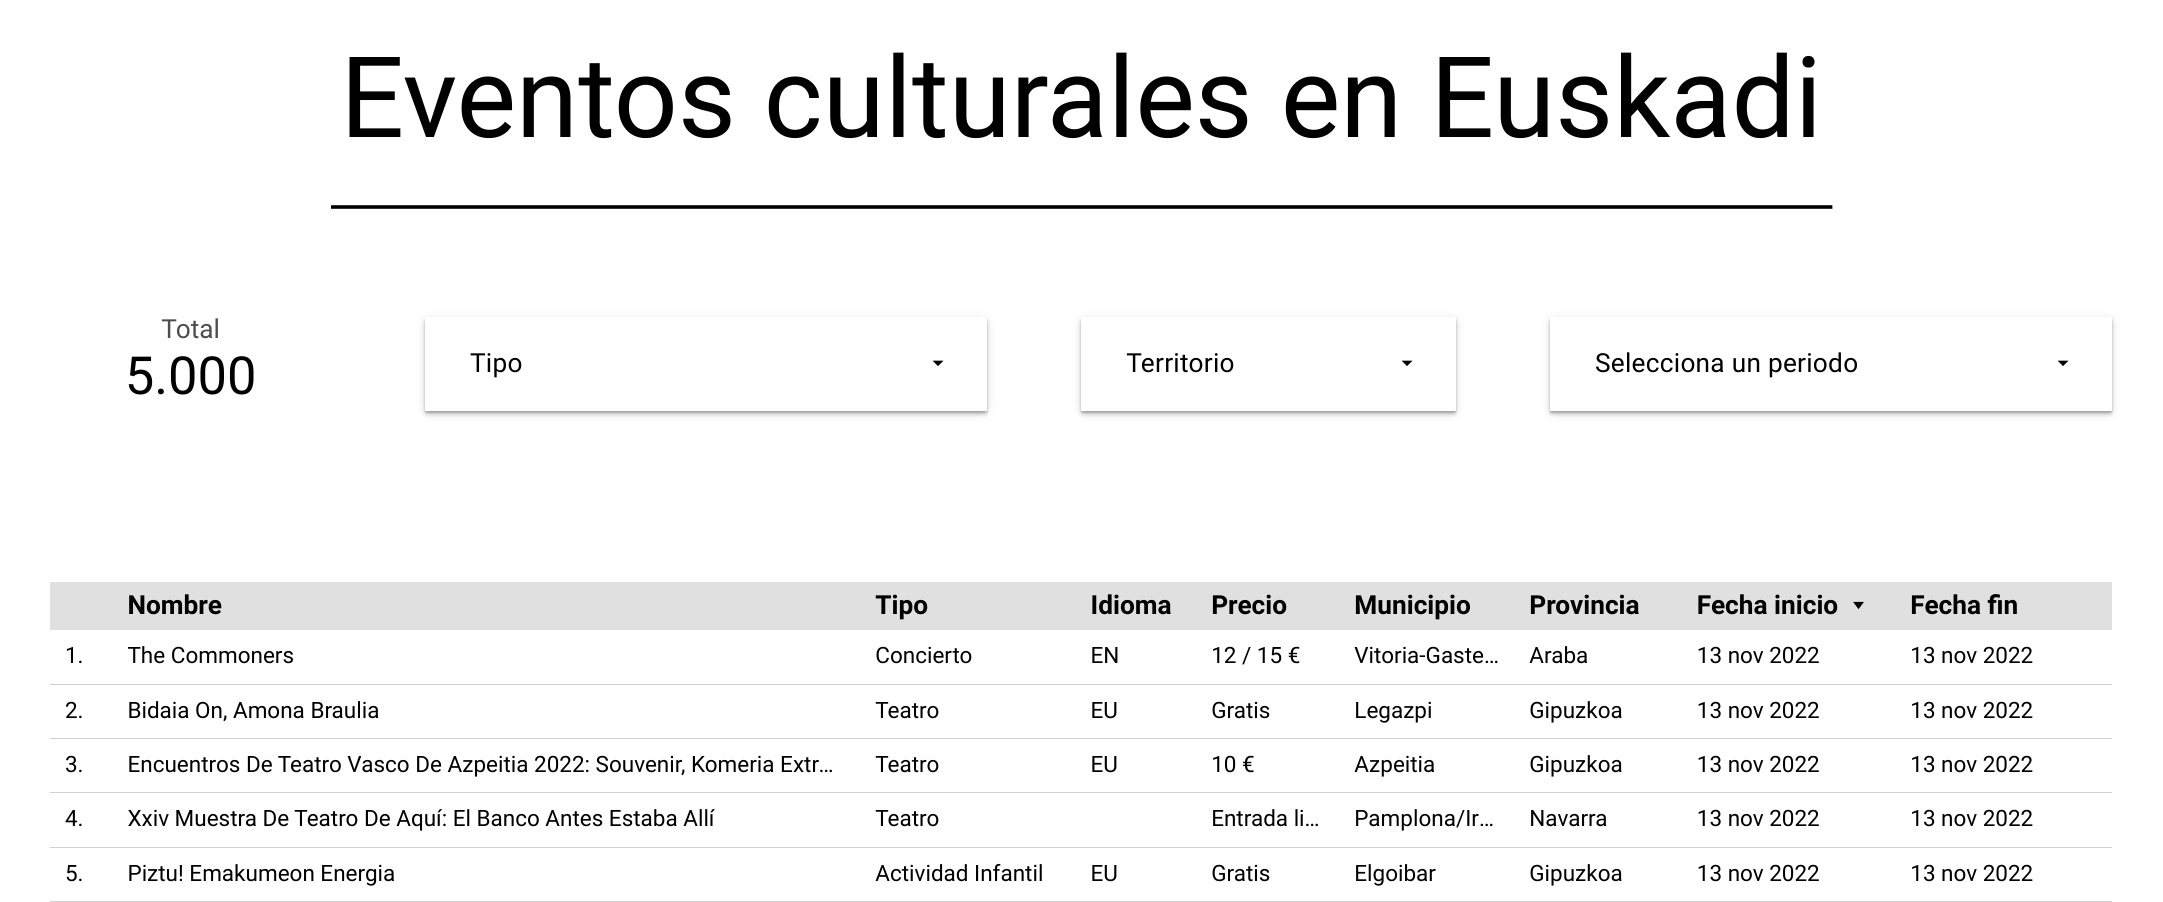 Eventos culturales en Euskadi
Total
5.000
Tipo
Territorio
Selecciona un periodo
Nombre Tipo Idioma Precio Municipio Provincia Fecha inicio Fecha fin
1. The Commoners Concierto EN 12 / 15 € Vitoria-Gaste... Araba 13 nov 2022 13 nov 2022
2. Bidaia On, Amona Braulia Teatro EU Gratis Legazpi Gipuzkoa 13 nov 2022 13 nov 2022
3. Encuentros De Teatro Vasco De Azpeitia 2022: Souvenir, Komeria Extr... Teatro EU 10 € Azpeitia Gipuzkoa 13 nov 2022 13 nov 2022
4. Xxiv Muestra De Teatro De Aquí: El Banco Antes Estaba Allí Teatro Entrada li... Pamplona/Ir... Navarra 13 nov 2022 13 nov 2022
5. Piztu! Emakumeon Energia Actividad Infantil EU Gratis Elgoibar Gipuzkoa 13 nov 2022 13 nov 2022